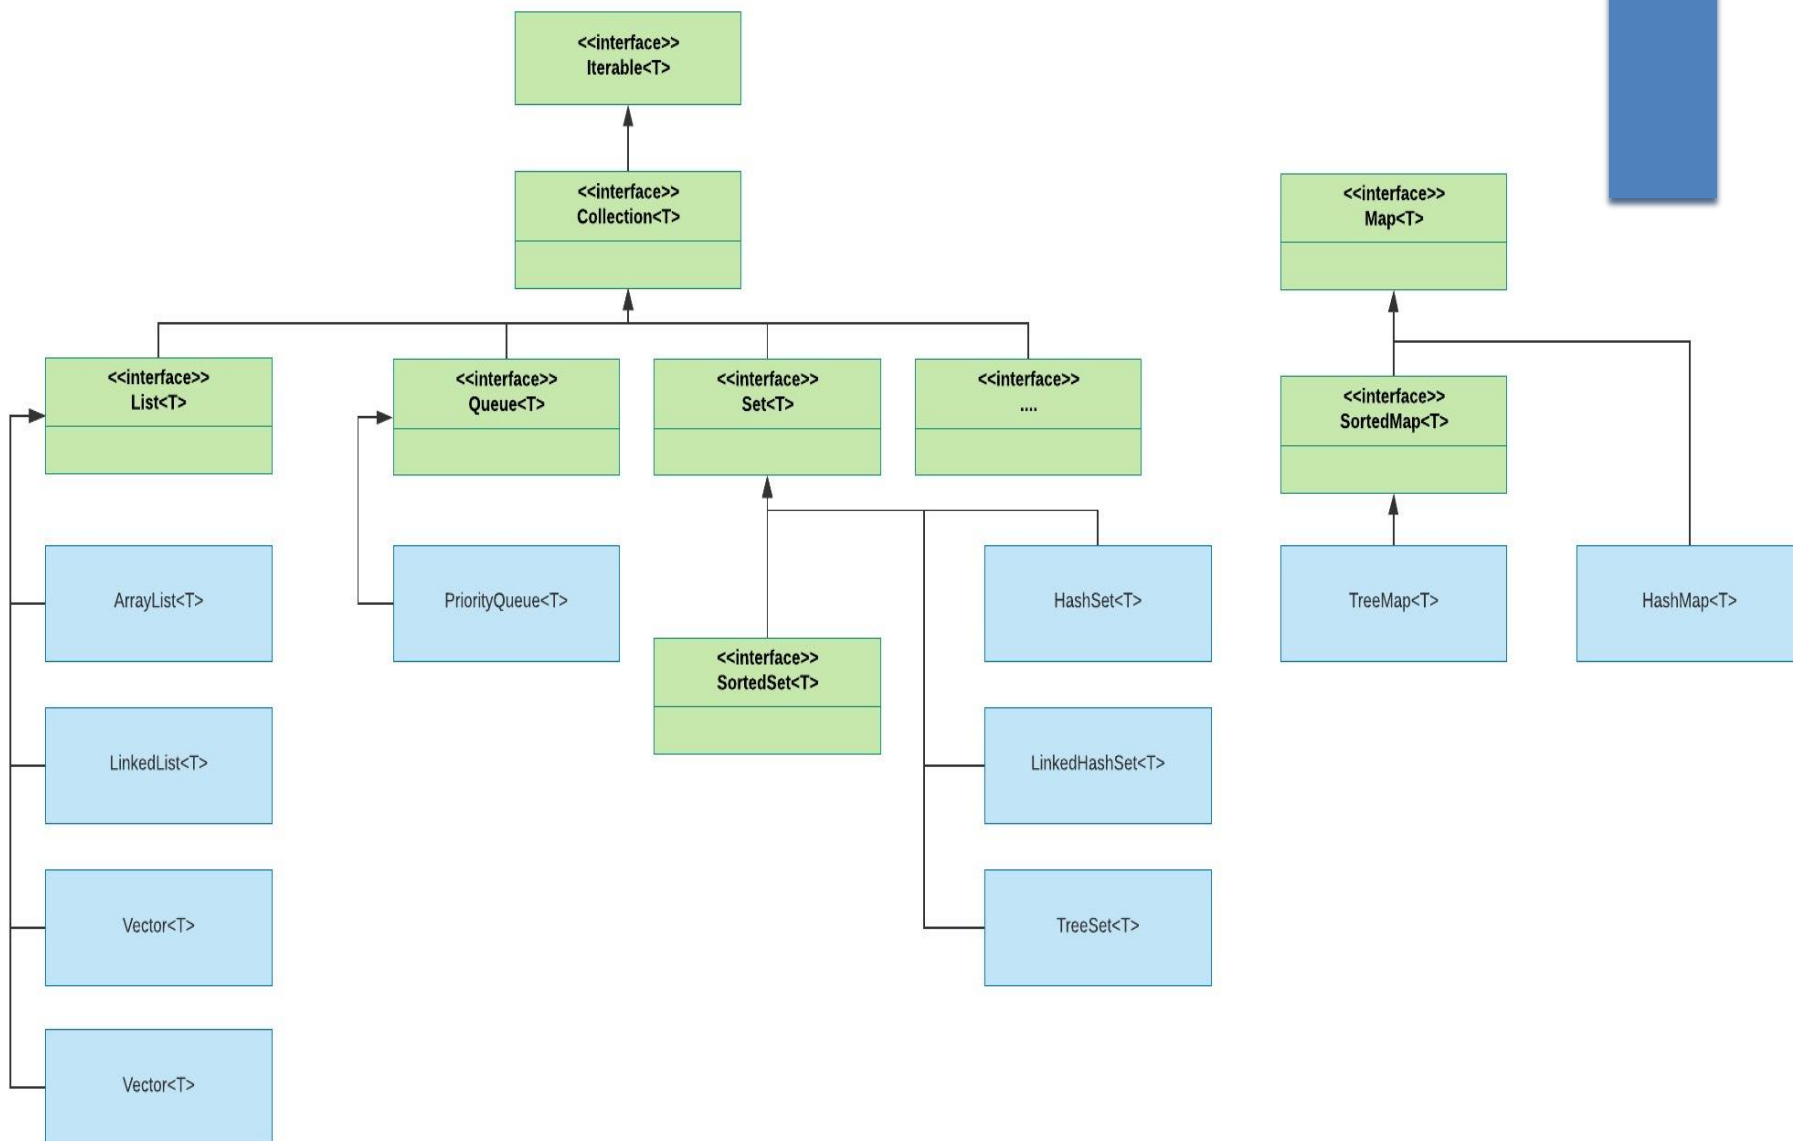 <<interface>>
Iterable<T>
<<interface>>
Collection<T>
<<interface>>
Map<T>
<<interface>>
List<T>
<<interface>>
Queue<T>
<<interface>>
Set<T>
<<interface>>
....
<<interface>>
SortedMap<T>
ArrayList<T>
PriorityQueue<T>
HashSet<T>
TreeMap<T>
HashMap<T>
<<interface>>
SortedSet<T>
LinkedList<T>
LinkedHashSet<T>
Vector<T>
TreeSet<T>
Vector<T>